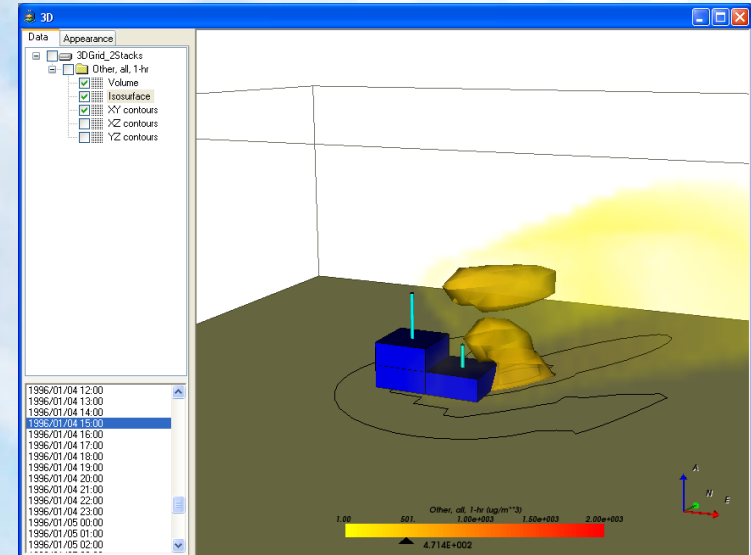 3D
Data Appearance
3DGrid_2Stacks
Other, all, 1-hr
Volume
Isosurface
XY contours
XZ contours
YZ contours
1996/01/04 12:00
1996/01/04 13:00
1996/01/04 14:00
1996/01/04 15:00
1996/01/04 16:00
1996/01/04 17:00
1996/01/04 18:00
1996/01/04 19:00
1996/01/04 20:00
1996/01/04 21:00
1996/01/04 22:00
1996/01/04 23:00
1996/01/05 00:00
1996/01/05 01:00
1996/01/05 02:00
A
N
E
Other, all, 1-hr (ug/m**3)
1.00 501. 1.00e+003 1.50e+003 2.00e+003
4.714E+002